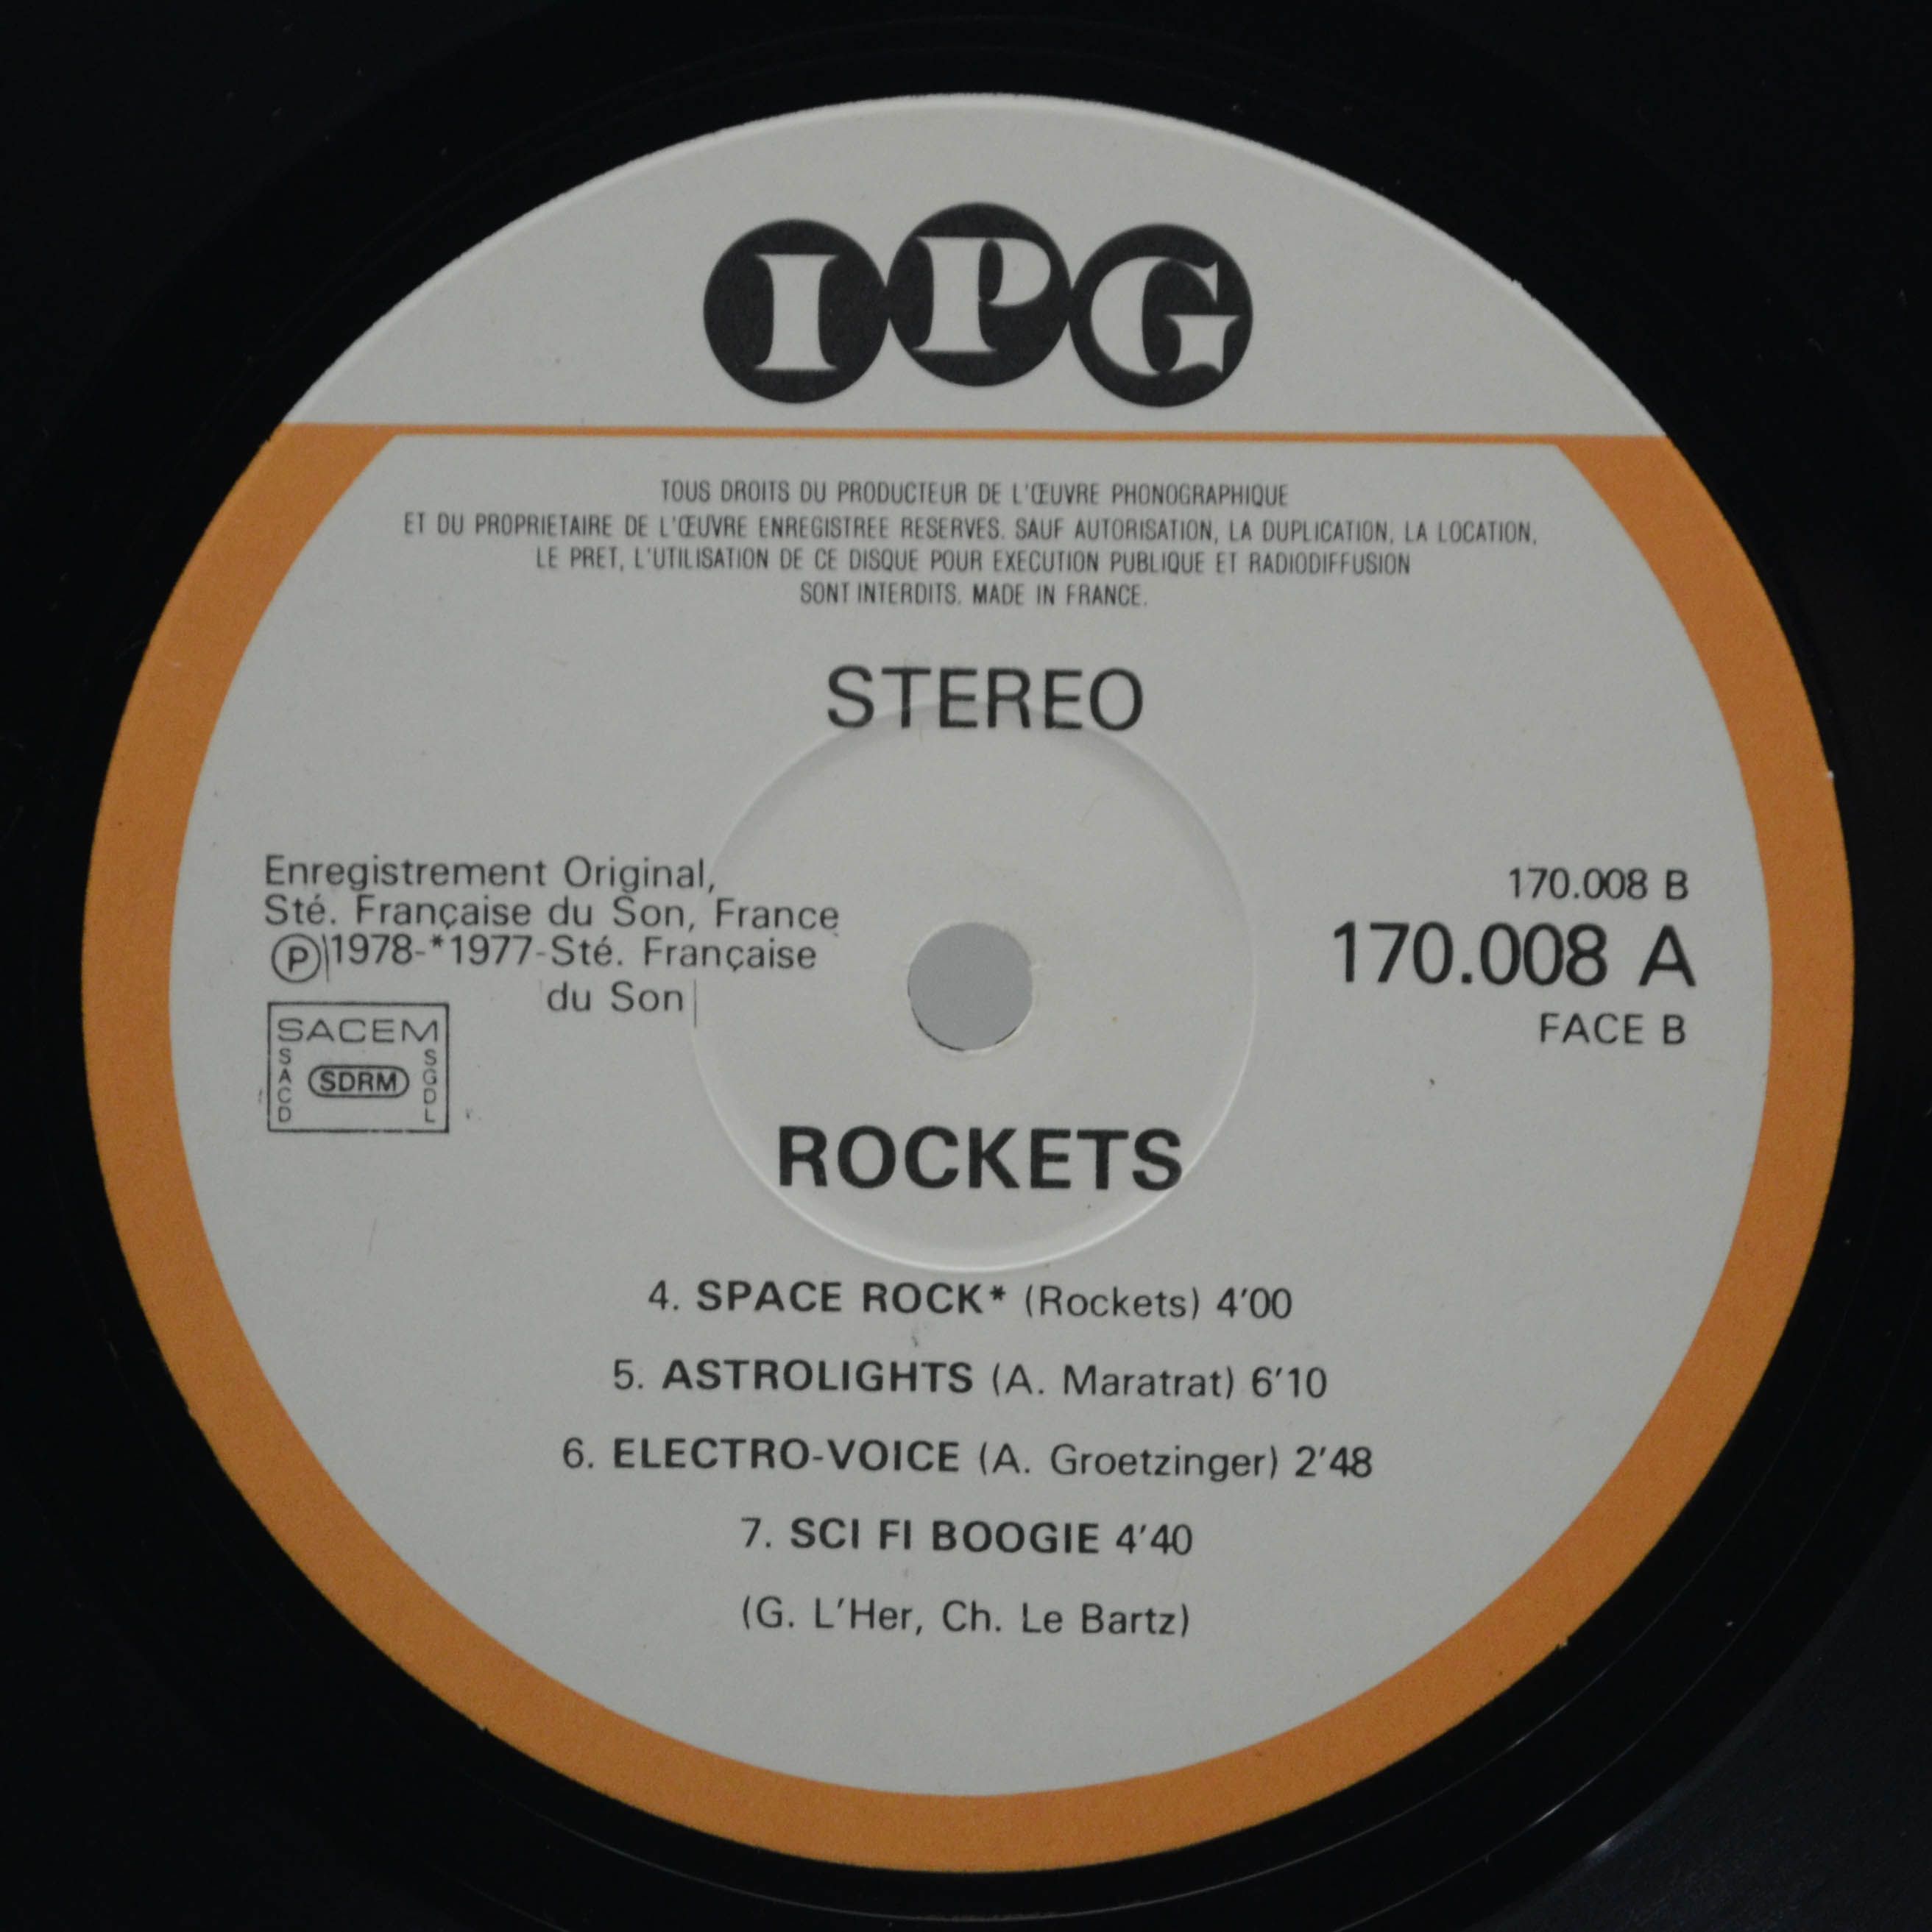 IPG
TOUS DROITS DU PRODUCTEUR DE L'ŒUVRE PHONOGRAPHIQUE
ET DU PROPRIETAIRE DE L'ŒUVRE ENREGISTREE RESERVES. SAUF AUTORISATION, LA DUPLICATION, LA LOCATION,
LE PRET, L'UTILISATION DE CE DISQUE POUR EXECUTION PUBLIQUE ET RADIODIFFUSION
SONT INTERDITS. MADE IN FRANCE.
STEREO
Enregistrement Original,
Sté. Française du Son, France
Ⓟ 1978-*1977-Sté. Française
du Son
SACEM
SACD
SDRM
SGDL
170.008 B
170.008 A
FACE B
ROCKETS
4. SPACE ROCK* (Rockets) 4'00
5. ASTROLIGHTS (A. Maratrat) 6'10
6. ELECTRO-VOICE (A. Groetzinger) 2'48
7. SCI FI BOOGIE 4'40
(G. L'Her, Ch. Le Bartz)